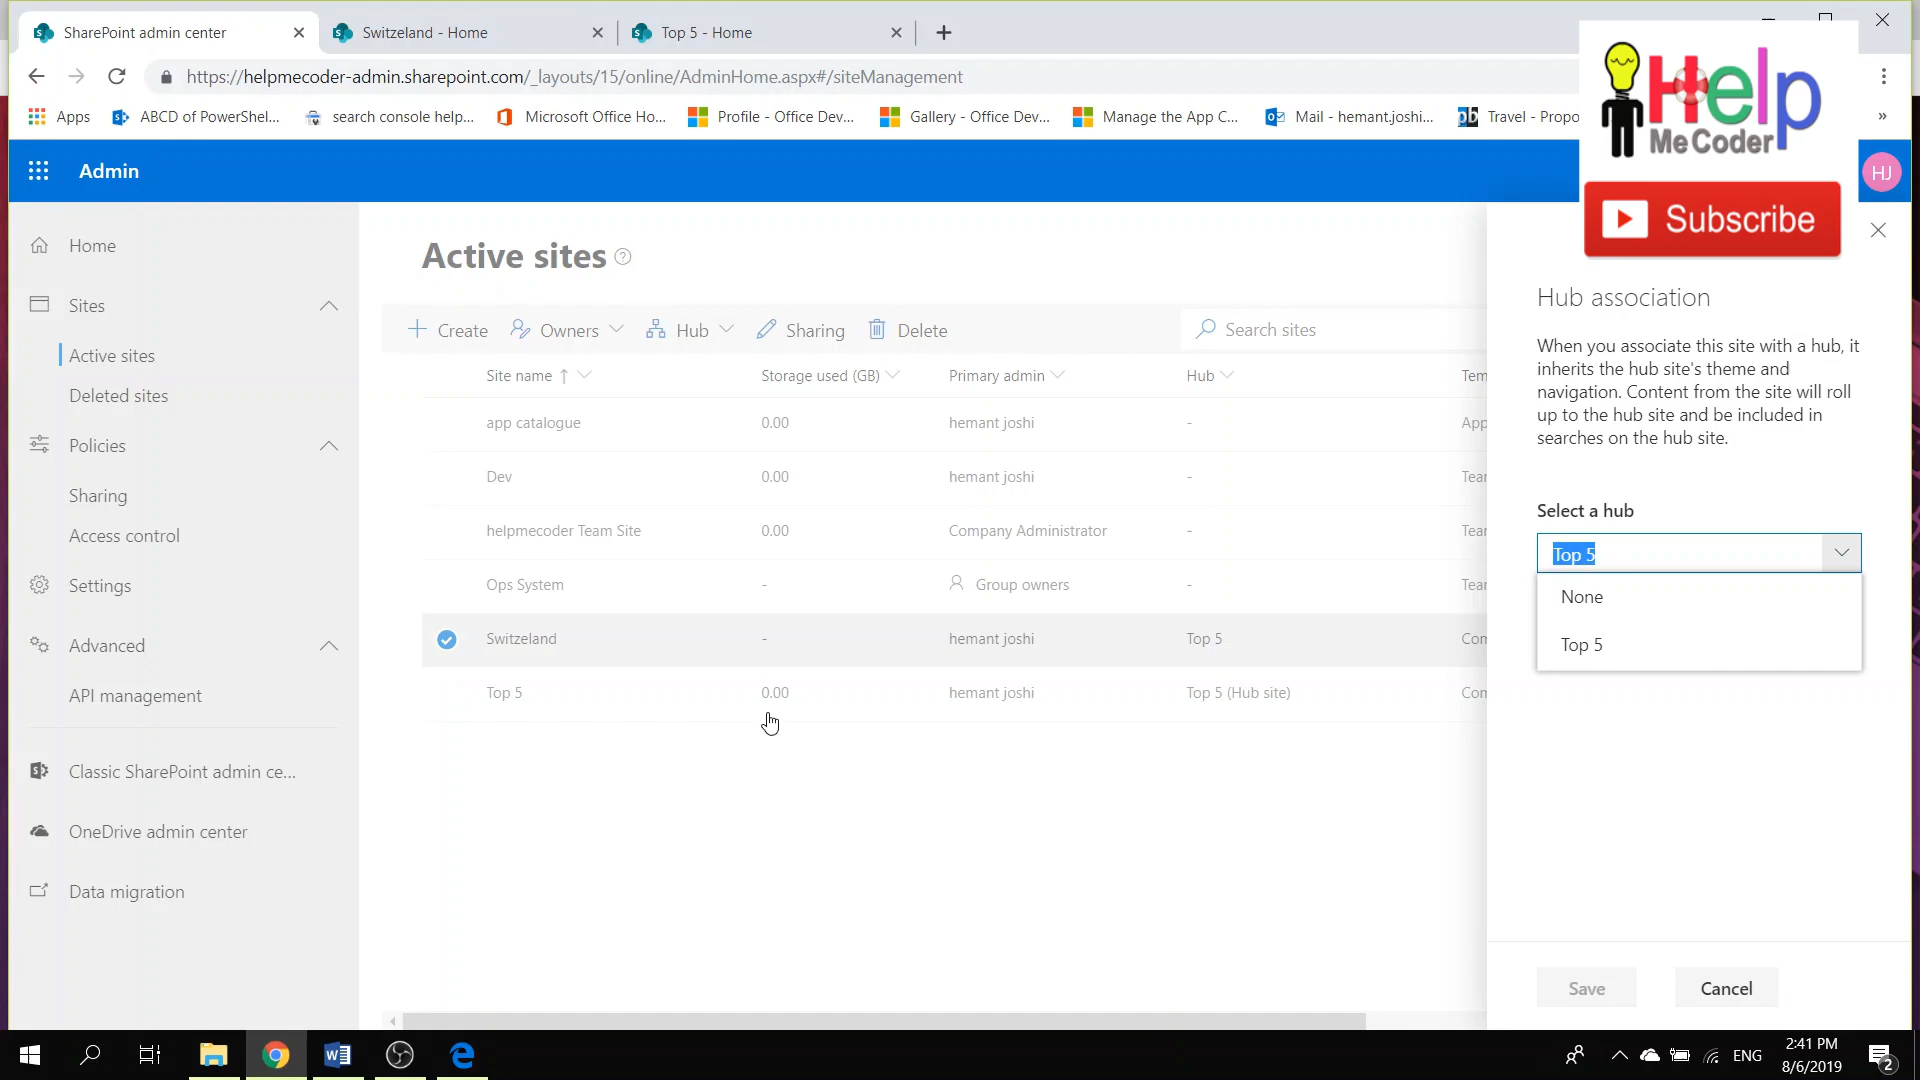 SharePoint admin center
Switzeland - Home
Top 5 - Home
https://helpmecoder-admin.sharepoint.com/_layouts/15/online/AdminHome.aspx#/siteManagement
Apps
ABCD of PowerShel...
search console help...
Microsoft Office Ho...
Profile - Office Dev...
Gallery - Office Dev...
Manage the App C...
Mail - hemant.joshi...
Travel - Propo
»
Help
MeCoder
Subscribe
Admin
HJ
Home
Sites
Active sites
Deleted sites
Policies
Sharing
Access control
Settings
Advanced
API management
Classic SharePoint admin ce...
OneDrive admin center
Data migration
Active sites
Create
Owners
Hub
Sharing
Delete
Search sites
Site name ↑
Storage used (GB)
Primary admin
Hub
Tem
app catalogue 0.00 hemant joshi - App
Dev 0.00 hemant joshi - Tear
helpmecoder Team Site 0.00 Company Administrator - Tear
Ops System - Group owners - Tear
Switzeland - hemant joshi Top 5 Con
Top 5 0.00 hemant joshi Top 5 (Hub site) Con
Hub association
When you associate this site with a hub, it
inherits the hub site's theme and
navigation. Content from the site will roll
up to the hub site and be included in
searches on the hub site.
Select a hub
Top 5
None
Top 5
Save
Cancel
ENG
2:41 PM
8/6/2019
2